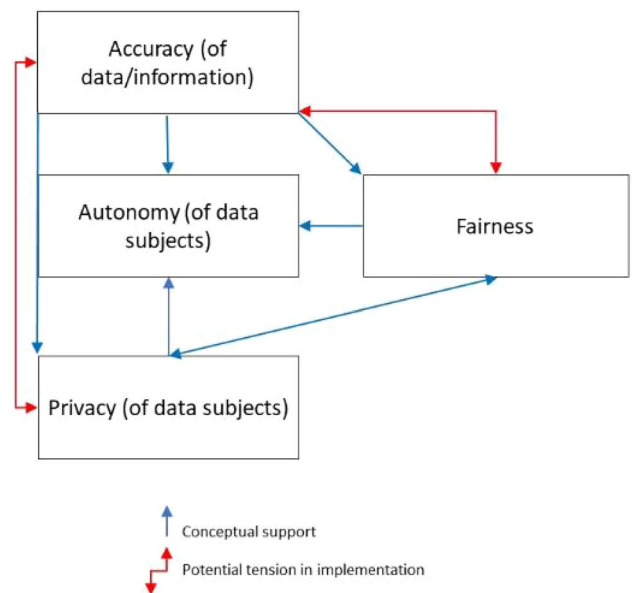 Accuracy (of
data/information)
Autonomy (of data
subjects)
Fairness
Privacy (of data subjects)
Conceptual support
Potential tension in implementation